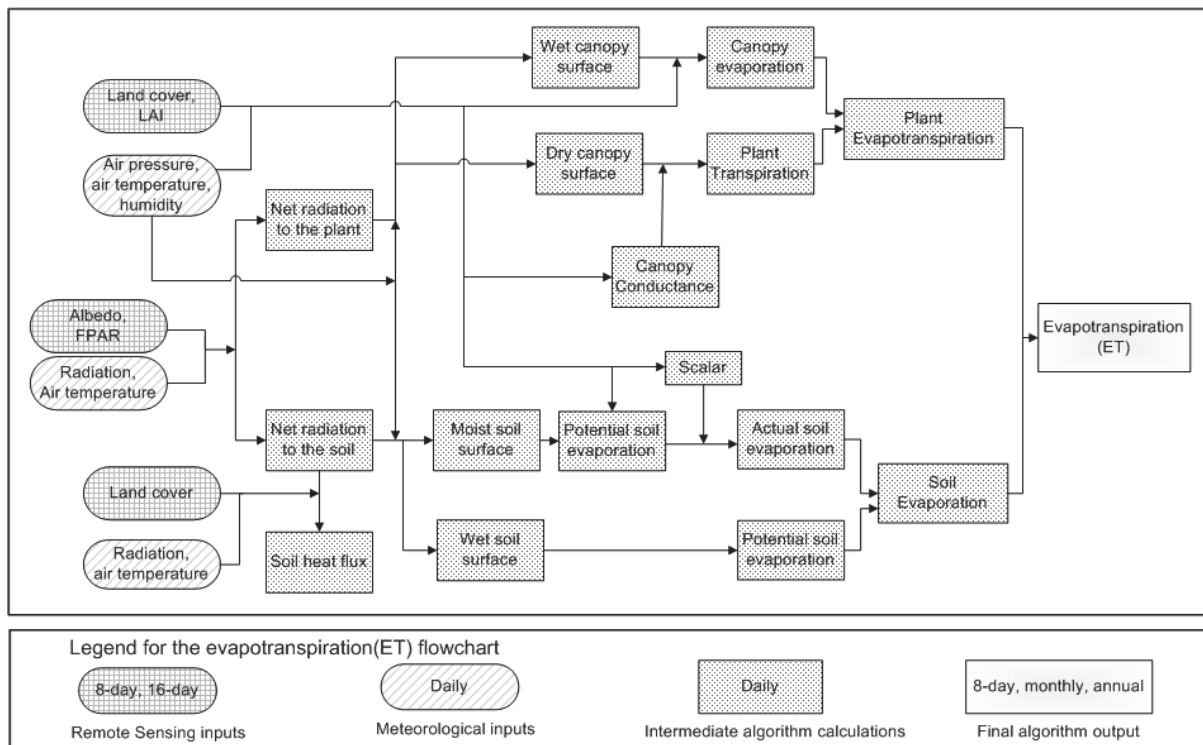 Land cover,
LAI
Air pressure,
air temperature,
humidity
Albedo,
FPAR
Radiation,
Air temperature
Land cover
Radiation,
air temperature
Net radiation
to the plant
Net radiation
to the soil
Soil heat flux
Wet canopy
surface
Dry canopy
surface
Canopy
Conductance
Scalar
Moist soil
surface
Potential soil
evaporation
Wet soil
surface
Canopy
evaporation
Plant
Transpiration
Actual soil
evaporation
Potential soil
evaporation
Plant
Evapotranspiration
Soil
Evaporation
Evapotranspiration
(ET)
Legend for the evapotranspiration(ET) flowchart
8-day, 16-day
Remote Sensing inputs
Daily
Meteorological inputs
Daily
Intermediate algorithm calculations
8-day, monthly, annual
Final algorithm output